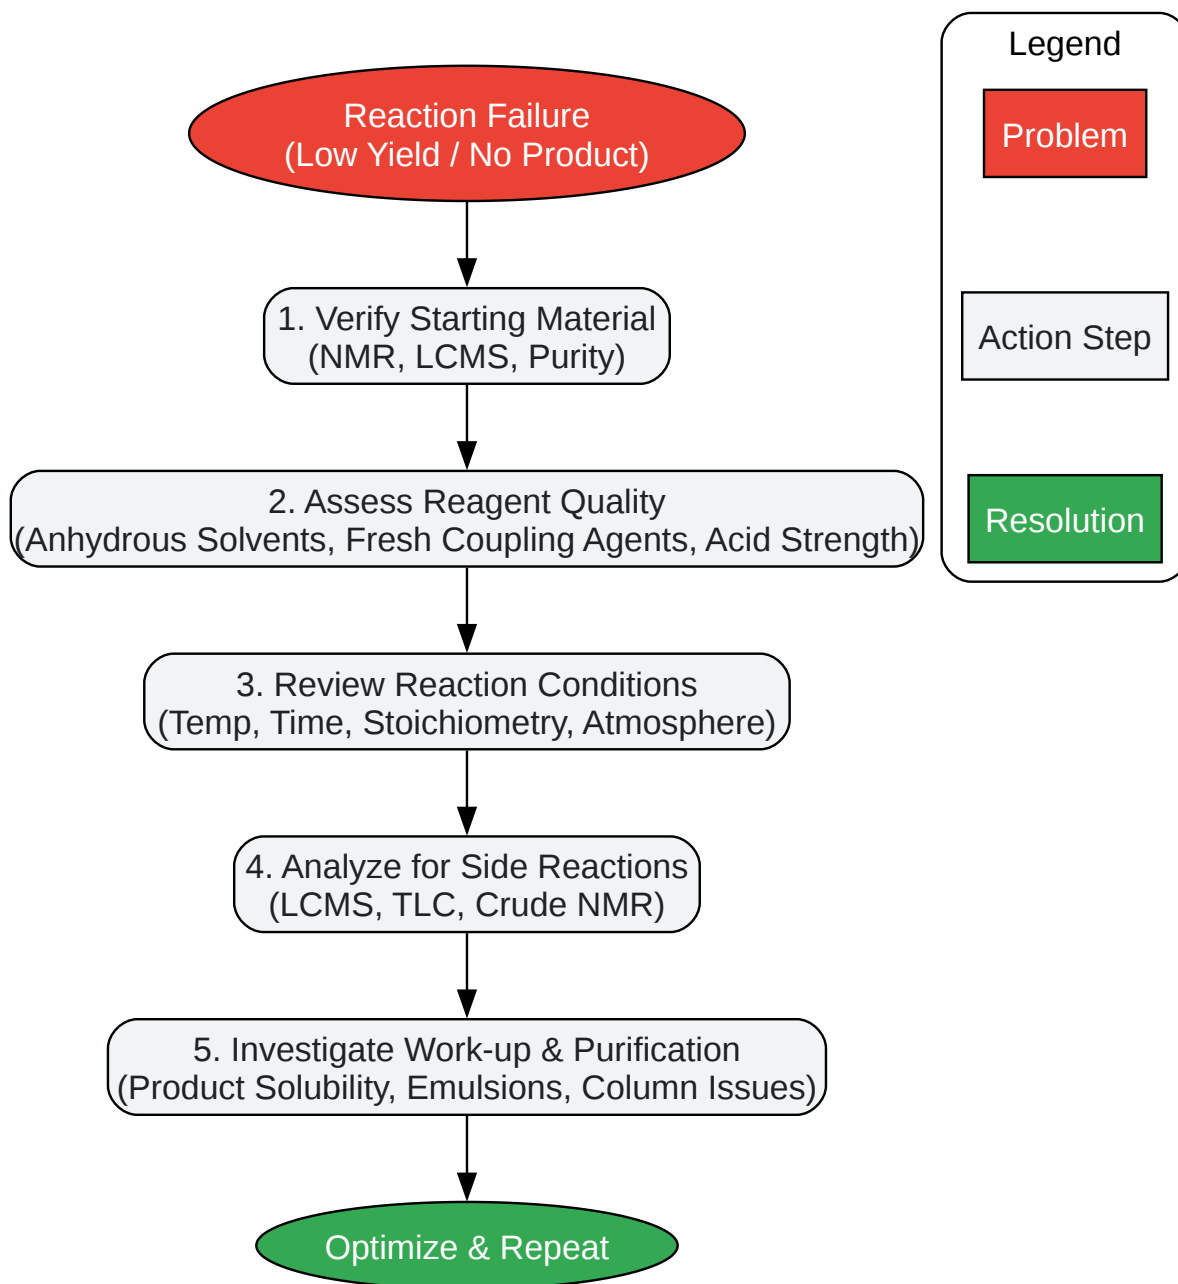 Reaction Failure
(Low Yield / No Product)
1. Verify Starting Material
(NMR, LCMS, Purity)
2. Assess Reagent Quality
(Anhydrous Solvents, Fresh Coupling Agents, Acid Strength)
3. Review Reaction Conditions
(Temp, Time, Stoichiometry, Atmosphere)
4. Analyze for Side Reactions
(LCMS, TLC, Crude NMR)
5. Investigate Work-up & Purification
(Product Solubility, Emulsions, Column Issues)
Optimize & Repeat
Legend
Problem
Action Step
Resolution